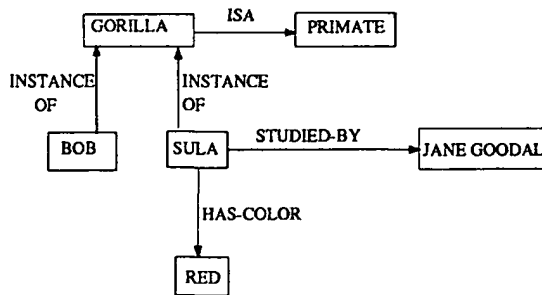 GORILLA
ISA
PRIMATE
INSTANCE
OF
INSTANCE
OF
BOB
SULA
STUDIED-BY
JANE GOODAL
HAS-COLOR
RED